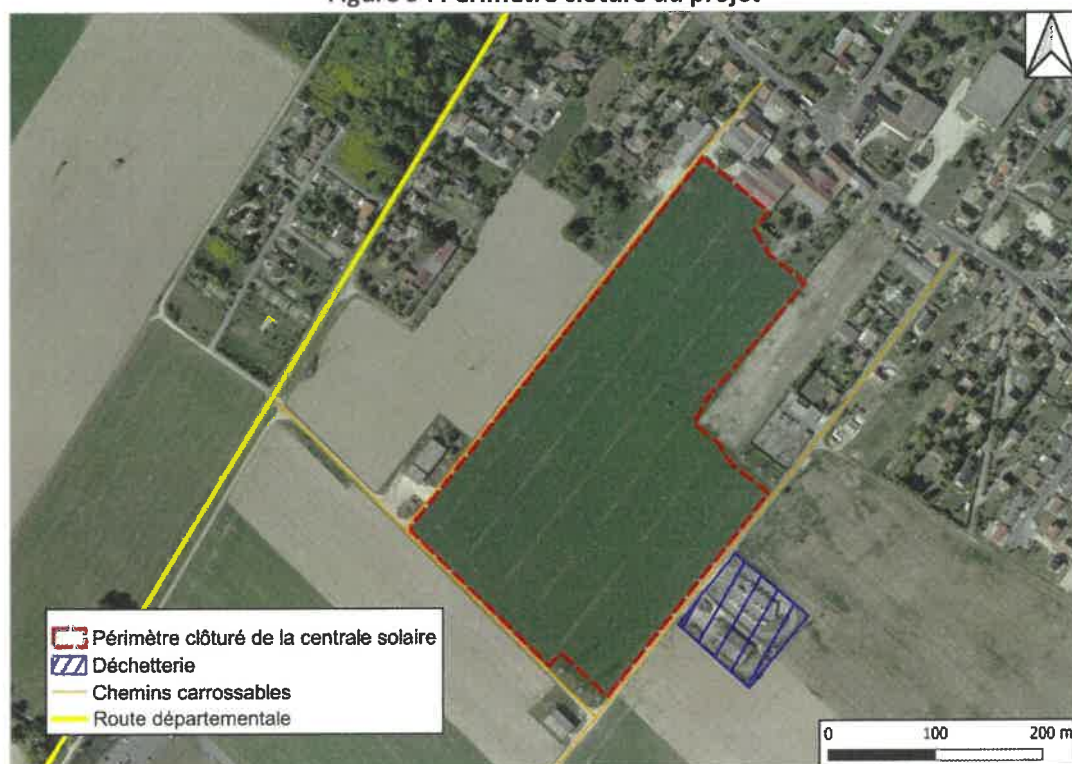 Périmètre clôturé de la centrale solaire
Déchetterie
Chemins carrossables
Route départementale
0 100 200 m